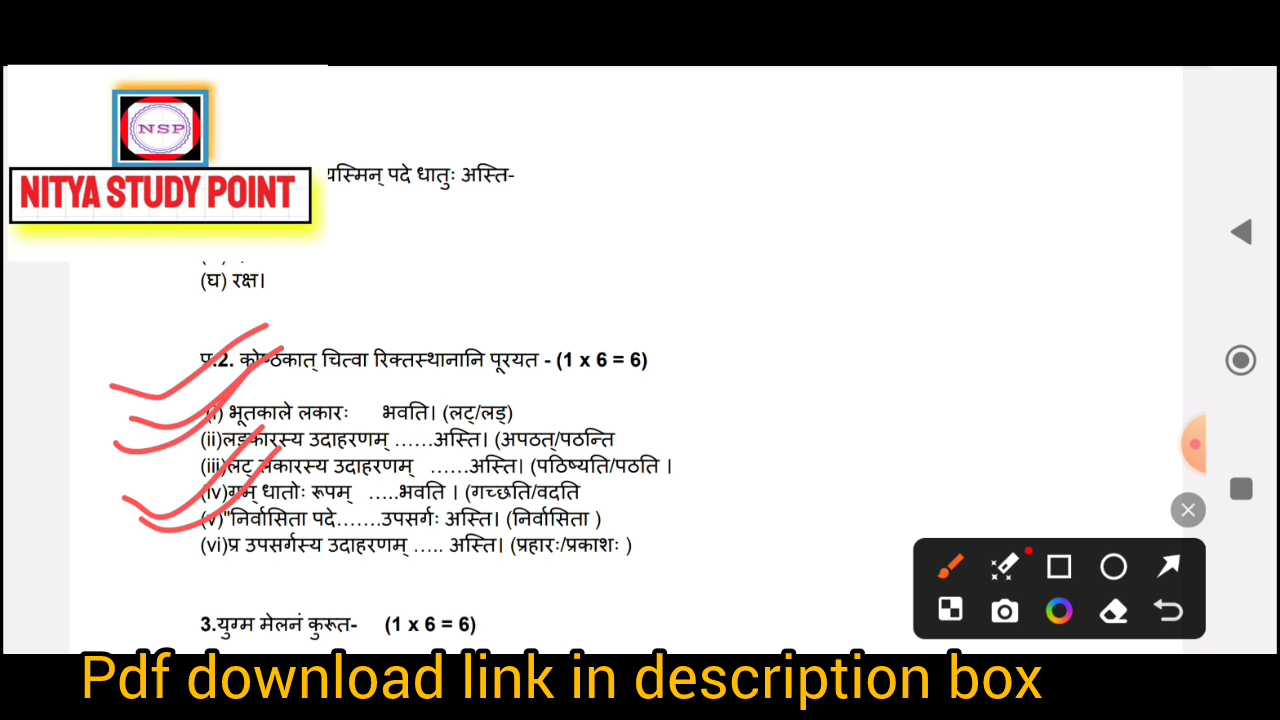 NSP
NITYA STUDY POINT
यस्मिन् पदे धातुः अस्ति-
(घ) रक्ष।
प्र.2. कोष्ठकात् चित्वा रिक्तस्थानानि पूरयत - (1 x 6 = 6)
(i) भूतकाले लकारः भवति। (लट्/लङ्)
(ii)लङ्कारस्य उदाहरणम् ......अस्ति। (अपठत्/पठन्ति
(iii)लट् लकारस्य उदाहरणम् ......अस्ति। (पठिष्यति/पठति ।
(iv)गम् धातोः रूपम् .....भवति । (गच्छति/वदति
(v)"निर्वासिता पदे.......उपसर्गः अस्ति। (निर्वासिता )
(vi)प्र उपसर्गस्य उदाहरणम् ..... अस्ति। (प्रहारः/प्रकाशः )
3.युग्म मेलनं कुरूत- (1 x 6 = 6)
Pdf download link in description box